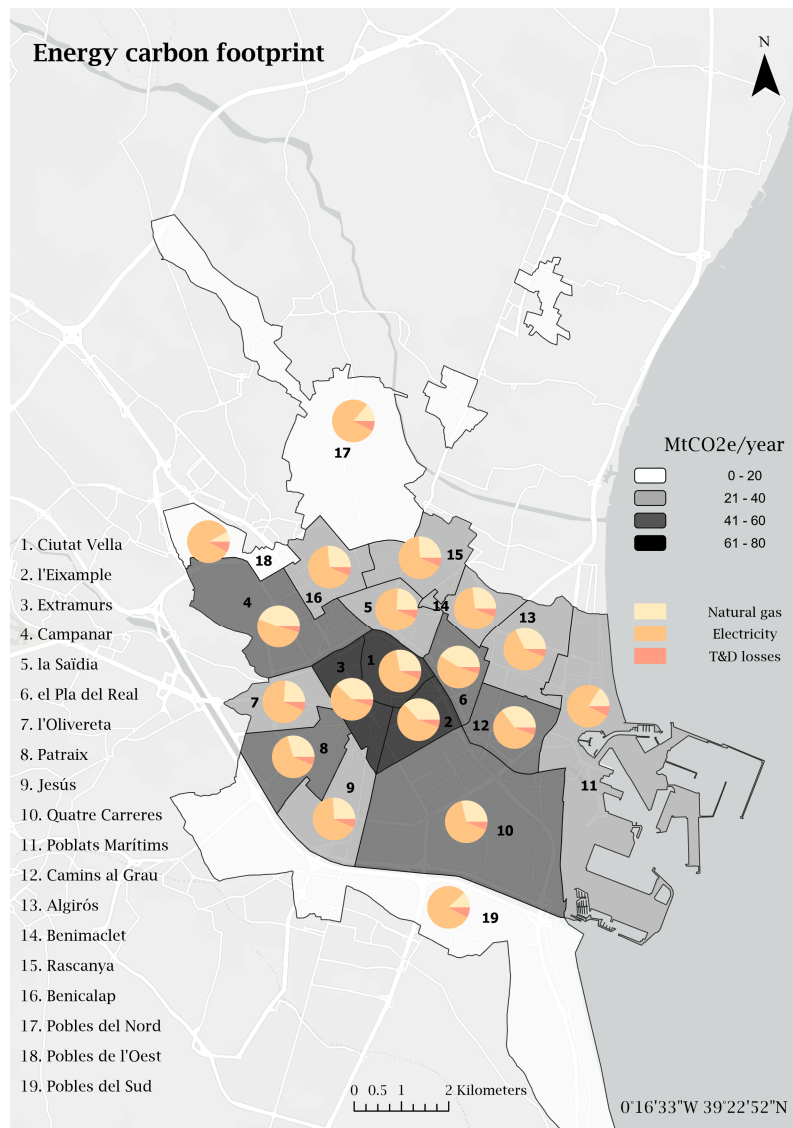 Energy carbon footprint
N
17
MtCO2e/year
0 - 20
21 - 40
41 - 60
61 - 80
Natural gas
Electricity
T&D losses
1. Ciutat Vella
2. l'Eixample
3. Extramurs
4. Campanar
5. la Saïdia
6. el Pla del Real
7. l'Olivereta
8. Patraix
9. Jesús
10. Quatre Carreres
11. Poblats Marítims
12. Camins al Grau
13. Algirós
14. Benimaclet
15. Rascanya
16. Benicalap
17. Pobles del Nord
18. Pobles de l'Oest
19. Pobles del Sud
18
15
4
16
5
14
13
3
1
7
6
2
12
8
9
11
10
19
0 0.5 1 2 Kilometers
0°16'33"W 39°22'52"N